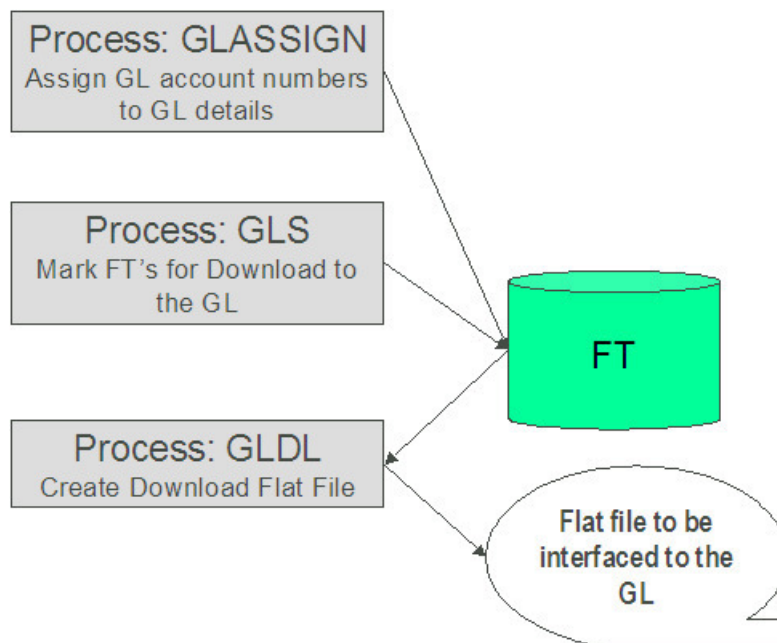 Process: GLASSIGN
Assign GL account numbers
to GL details
Process: GLS
Mark FT's for Download to
the GL
FT
Process: GLDL
Create Download Flat File
Flat file to be
interfaced to the
GL